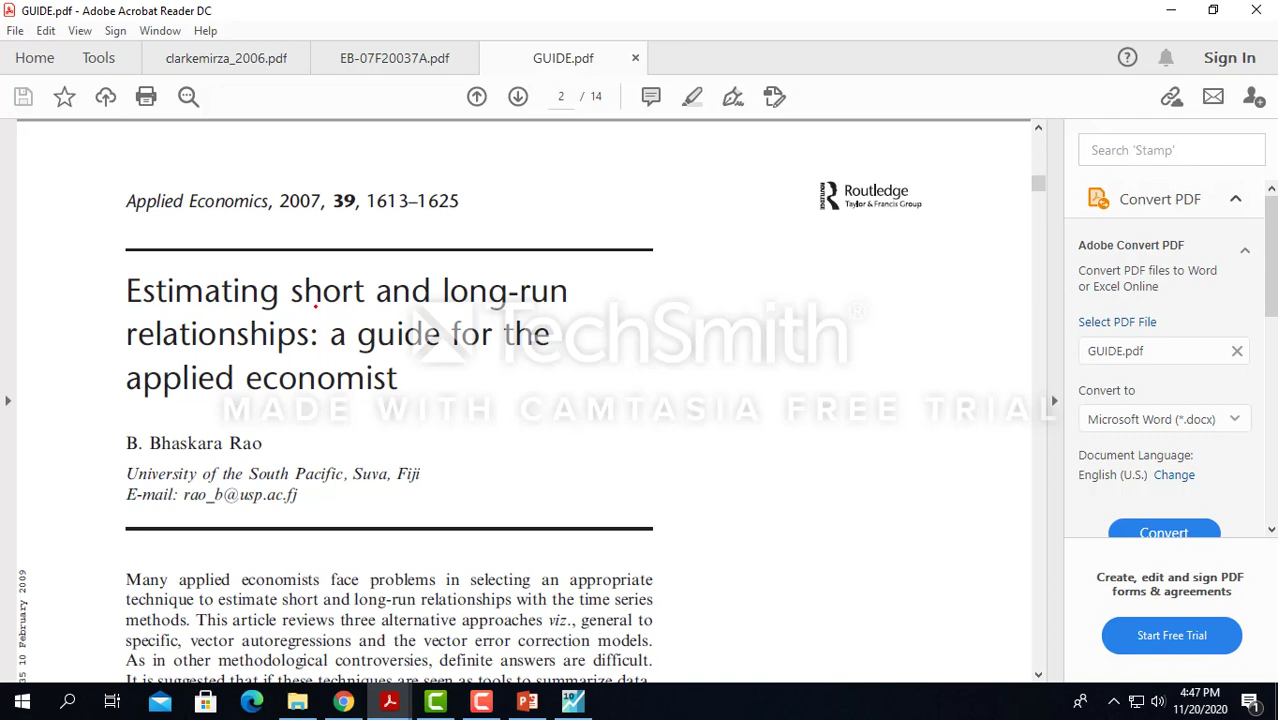 GUIDE.pdf - Adobe Acrobat Reader DC
File Edit View Sign Window Help
Home Tools clarkemirza_2006.pdf EB-07F20037A.pdf GUIDE.pdf × Sign In
2 / 14
Search 'Stamp'
Applied Economics, 2007, 39, 1613–1625
ROUTLEDGE
Routledge
Taylor & Francis Group
Estimating short and long-run
relationships: a guide for the
applied economist
B. Bhaskara Rao
University of the South Pacific, Suva, Fiji
E-mail: rao_b@usp.ac.fj
Many applied economists face problems in selecting an appropriate
technique to estimate short and long-run relationships with the time series
methods. This article reviews three alternative approaches viz., general to
specific, vector autoregressions and the vector error correction models.
As in other methodological controversies, definite answers are difficult.
It is suggested that if these techniques are seen as tools to summarize data,
35 10 February 2009
TechSmith®
MADE WITH CAMTASIA FREE TRIAL
Convert PDF
Adobe Convert PDF
Convert PDF files to Word
or Excel Online
Select PDF File
GUIDE.pdf
Convert to
Microsoft Word (*.docx)
Document Language:
English (U.S.) Change
Convert
Create, edit and sign PDF
forms & agreements
Start Free Trial
10
4:47 PM
11/20/2020
1